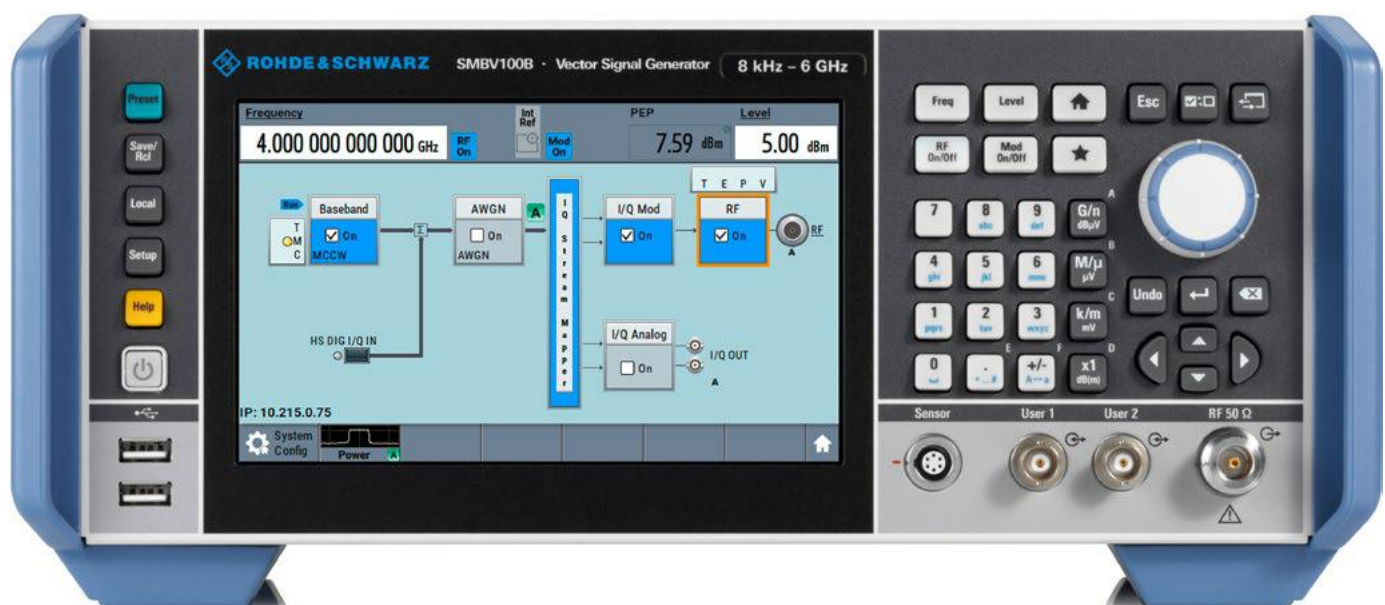 ROHDE&SCHWARZ SMBV100B · Vector Signal Generator 8 kHz – 6 GHz
Preset
Save/
Rcl
Local
Setup
Help
Frequency
Int
Ref
PEP
Level
4.000 000 000 000 GHz
RF
On
Mod
On
7.59 dBm
5.00 dBm
T E P V
Run
Baseband
On
MCCW
T
M
C
Σ
AWGN
On
AWGN
A
IQ Stream Mapper
I/Q Mod
On
RF
On
RF
A
HS DIG I/Q IN
I/Q Analog
On
I/Q OUT
A
IP: 10.215.0.75
System
Config
Power
A
Freq
Level
Esc
RF
On/Off
Mod
On/Off
7
8
abc
9
def
A
G/n
dBµV
4
ghi
5
jkl
6
mno
B
M/µ
µV
1
pqrs
2
tuv
3
wxyz
C
k/m
mV
0
.
* ... #
E
+/-
A↔a
F
x1
dB(m)
D
Undo
Sensor
User 1
User 2
RF 50 Ω